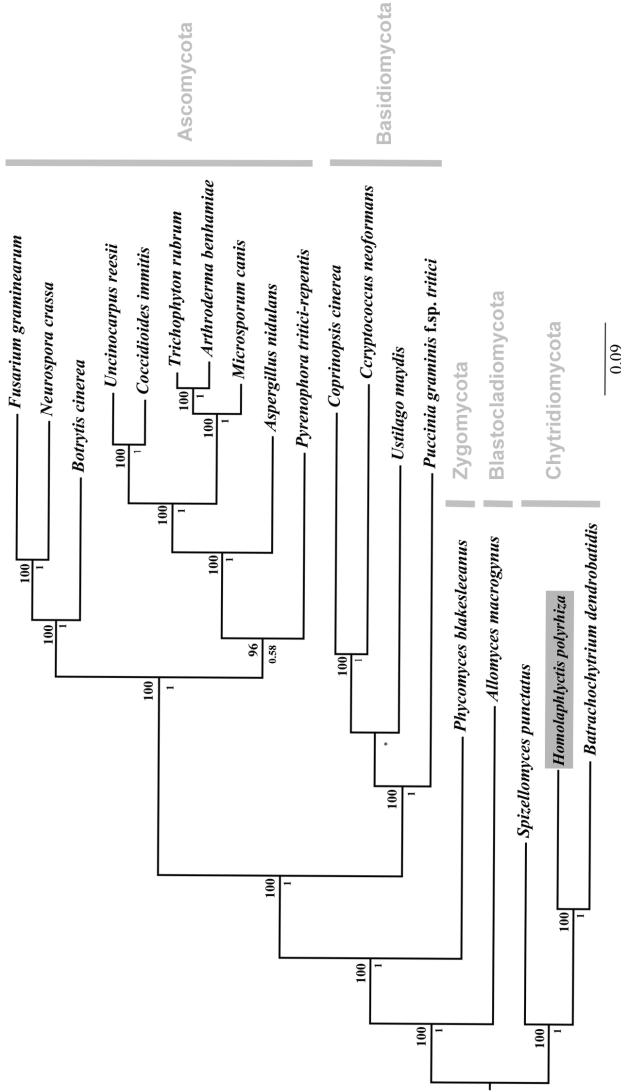 Fusarium graminearum
Neurospora crassa
Botrytis cinerea
Uncinocarpus reesii
Coccidioides immitis
Trichophyton rubrum
Arthroderma benhamiae
Microsporum canis
Aspergillus nidulans
Pyrenophora tritici-repentis
Coprinopsis cinerea
Ccryptococcus neoformans
Ustilago maydis
Puccinia graminis f.sp. tritici
Phycomyces blakesleeanus
Allomyces macrogynus
Spizellomyces punctatus
Homolaphlyctis polyrhiza
Batrachochytrium dendrobatidis
Ascomycota
Basidiomycota
Zygomycota
Blastocladiomycota
Chytridiomycota
100
1
100
1
100
1
100
1
100
1
100
1
100
1
100
1
96
0.58
100
1
*
100
1
100
1
100
1
100
1
100
1
100
1
0.09